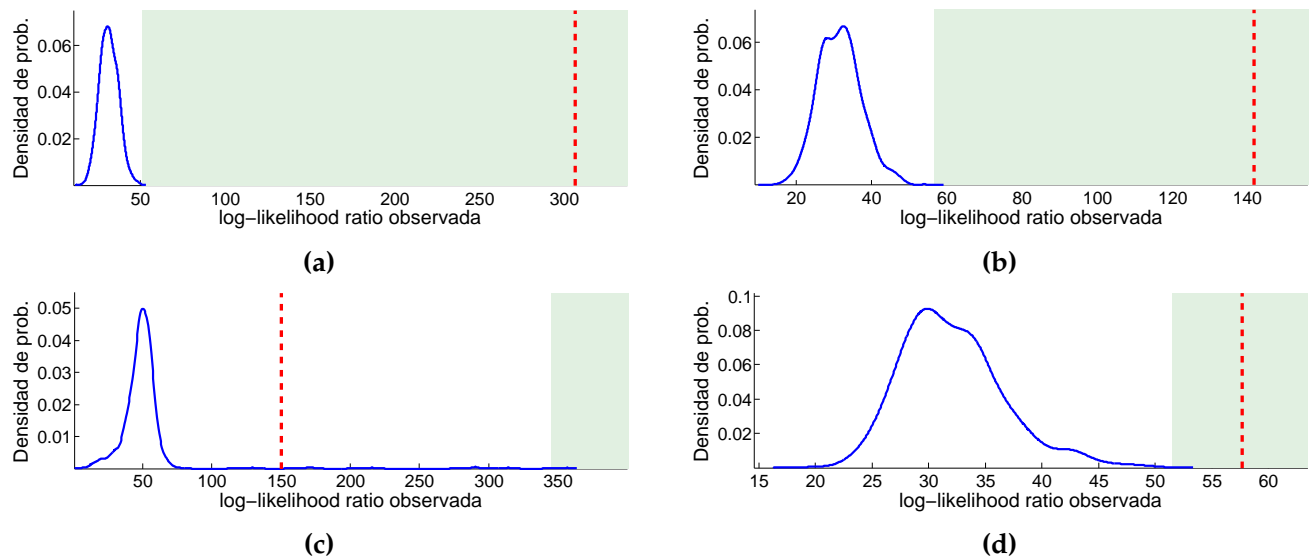 Densidad de prob.
0.06
0.04
0.02
50 100 150 200 250 300
log−likelihood ratio observada
(a)
Densidad de prob.
0.06
0.04
0.02
20 40 60 80 100 120 140
log−likelihood ratio observada
(b)
Densidad de prob.
0.05
0.04
0.03
0.02
0.01
50 100 150 200 250 300 350
log−likelihood ratio observada
(c)
Densidad de prob.
0.1
0.08
0.06
0.04
0.02
15 20 25 30 35 40 45 50 55 60
log−likelihood ratio observada
(d)